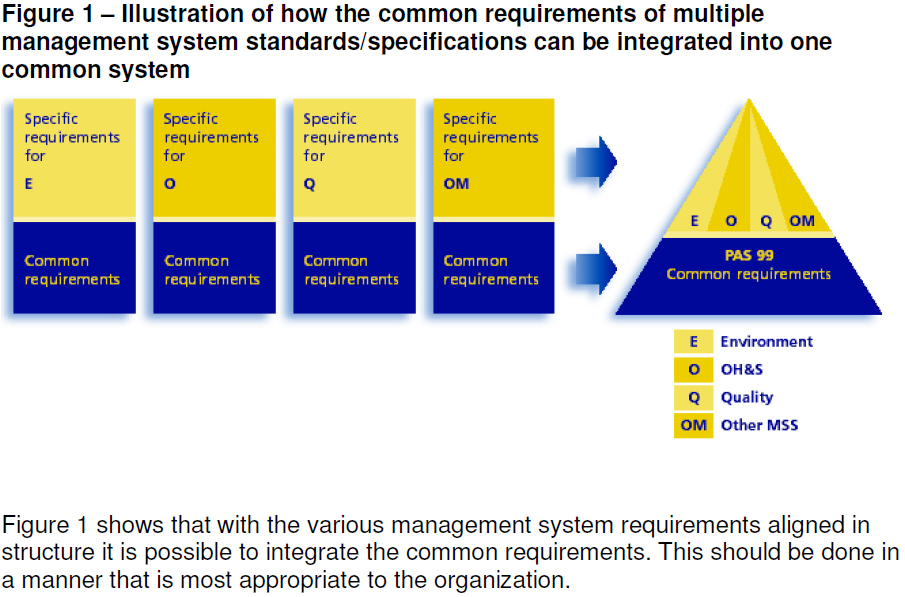 Figure 1 – Illustration of how the common requirements of multiple
management system standards/specifications can be integrated into one
common system
Specific
requirements
for
E
Specific
requirements
for
O
Specific
requirements
for
Q
Specific
requirements
for
OM
Common
requirements
Common
requirements
Common
requirements
Common
requirements
E O Q OM
PAS 99
Common requirements
E Environment
O OH&S
Q Quality
OM Other MSS
Figure 1 shows that with the various management system requirements aligned in
structure it is possible to integrate the common requirements. This should be done in
a manner that is most appropriate to the organization.